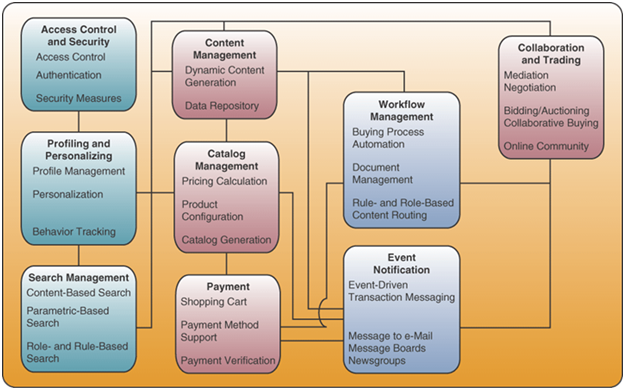 Access Control
and Security
Access Control
Authentication
Security Measures
Profiling and
Personalizing
Profile Management
Personalization
Behavior Tracking
Search Management
Content-Based Search
Parametric-Based
Search
Role- and Rule-Based
Search
Content
Management
Dynamic Content
Generation
Data Repository
Catalog
Management
Pricing Calculation
Product
Configuration
Catalog Generation
Payment
Shopping Cart
Payment Method
Support
Payment Verification
Workflow
Management
Buying Process
Automation
Document
Management
Rule- and Role-Based
Content Routing
Event
Notification
Event-Driven
Transaction Messaging
Message to e-Mail
Message Boards
Newsgroups
Collaboration
and Trading
Mediation
Negotiation
Bidding/Auctioning
Collaborative Buying
Online Community